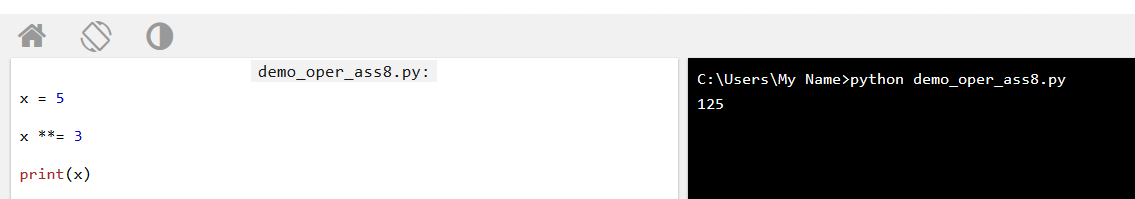 demo_oper_ass8.py:
x = 5
x **= 3
print(x)
C:\Users\My Name>python demo_oper_ass8.py
125